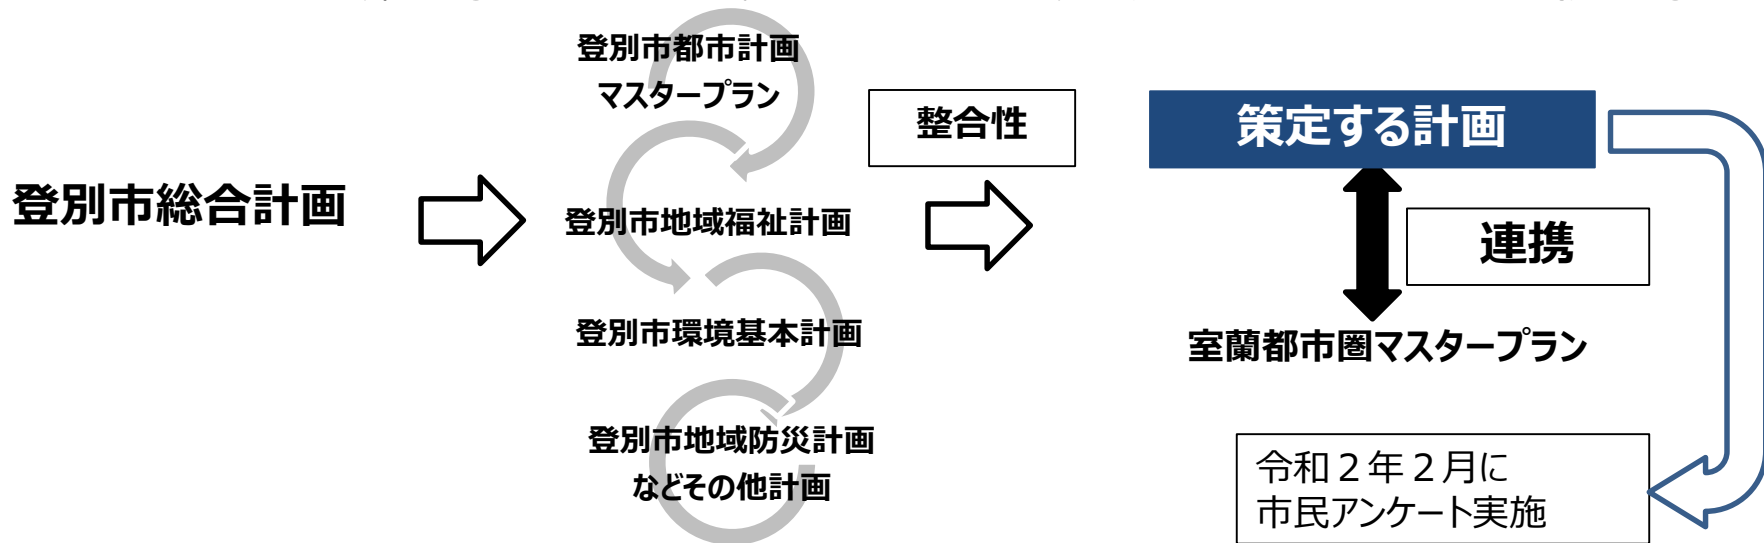 登別市総合計画
登別市都市計画
マスタープラン
登別市地域福祉計画
登別市環境基本計画
登別市地域防災計画
などその他計画
整合性
策定する計画
連携
室蘭都市圏マスタープラン
令和２年２月に
市民アンケート実施